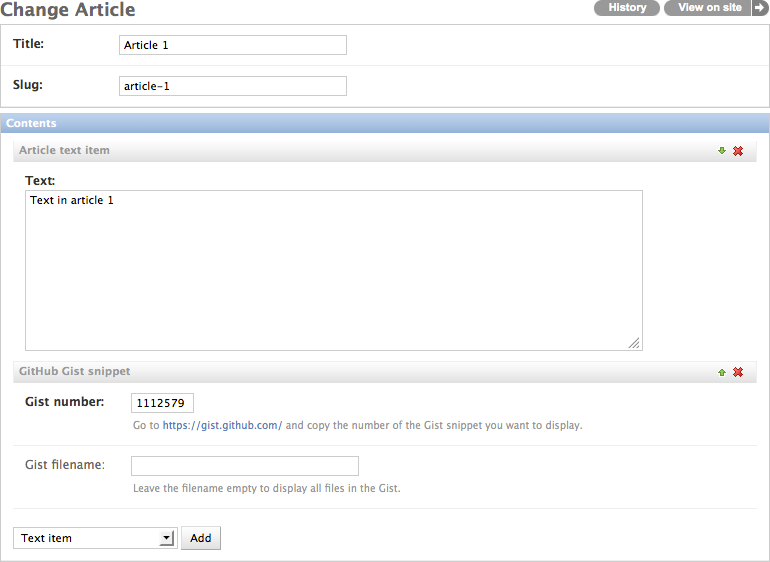 Change Article
History
View on site
Title:
Article 1
Slug:
article-1
Contents
Article text item
Text:
Text in article 1
GitHub Gist snippet
Gist number:
1112579
Go to https://gist.github.com/ and copy the number of the Gist snippet you want to display.
Gist filename:
Leave the filename empty to display all files in the Gist.
Text item
Add